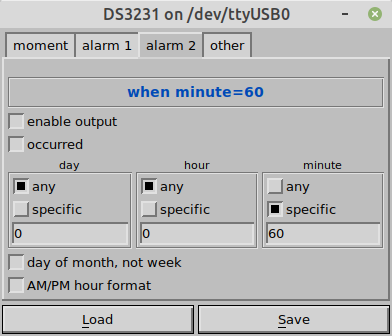 DS3231 on /dev/ttyUSB0
moment alarm 1 alarm 2 other
when minute=60
enable output
occurred
day hour minute
any any any
specific specific specific
0 0 60
day of month, not week
AM/PM hour format
Load Save